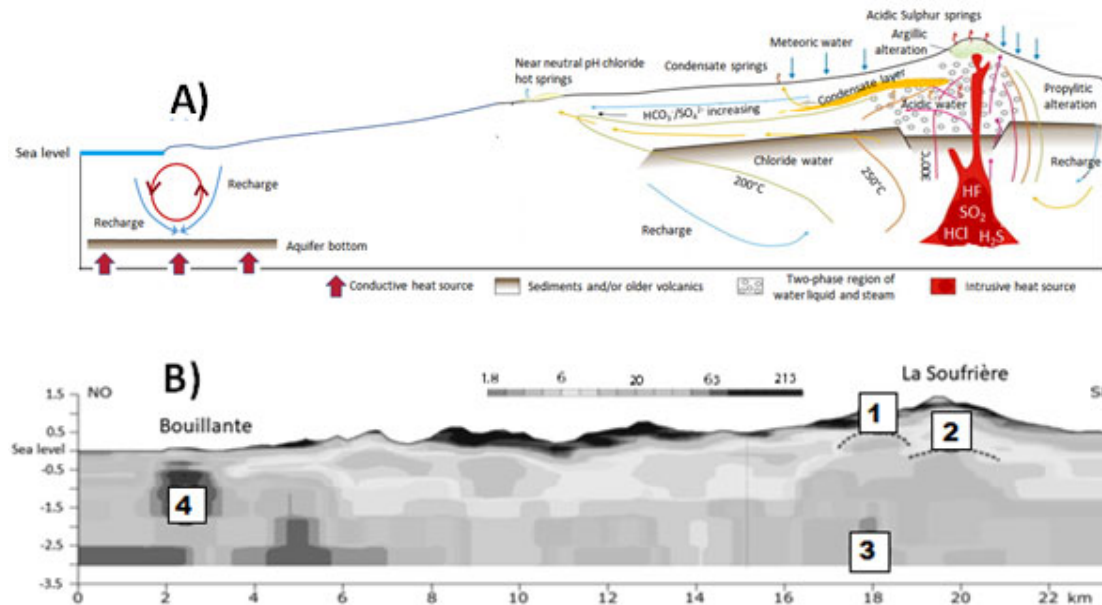 A)
Acidic Sulphur springs
Argillic
alteration
Meteoric water
Condensate springs
Near neutral pH chloride
hot springs
Condensate layer
Acidic water
Propylitic
alteration
HCO₃⁻/SO₄²⁻ increasing
Sea level
Recharge
Recharge
Chloride water
200°C
250°C
300°C
Recharge
Recharge
HF
SO₂
HCl
H₂S
Aquifer bottom
Conductive heat source
Sediments and/or older volcanics
Two-phase region of
water liquid and steam
Intrusive heat source
B)
1.8 6 20 63 213
La Soufrière
NO
Bouillante
1.5
0.5
Sea level
-0.5
-1.5
-2.5
-3.5
1
2
3
4
0 2 4 6 8 10 12 14 16 18 20 22 km